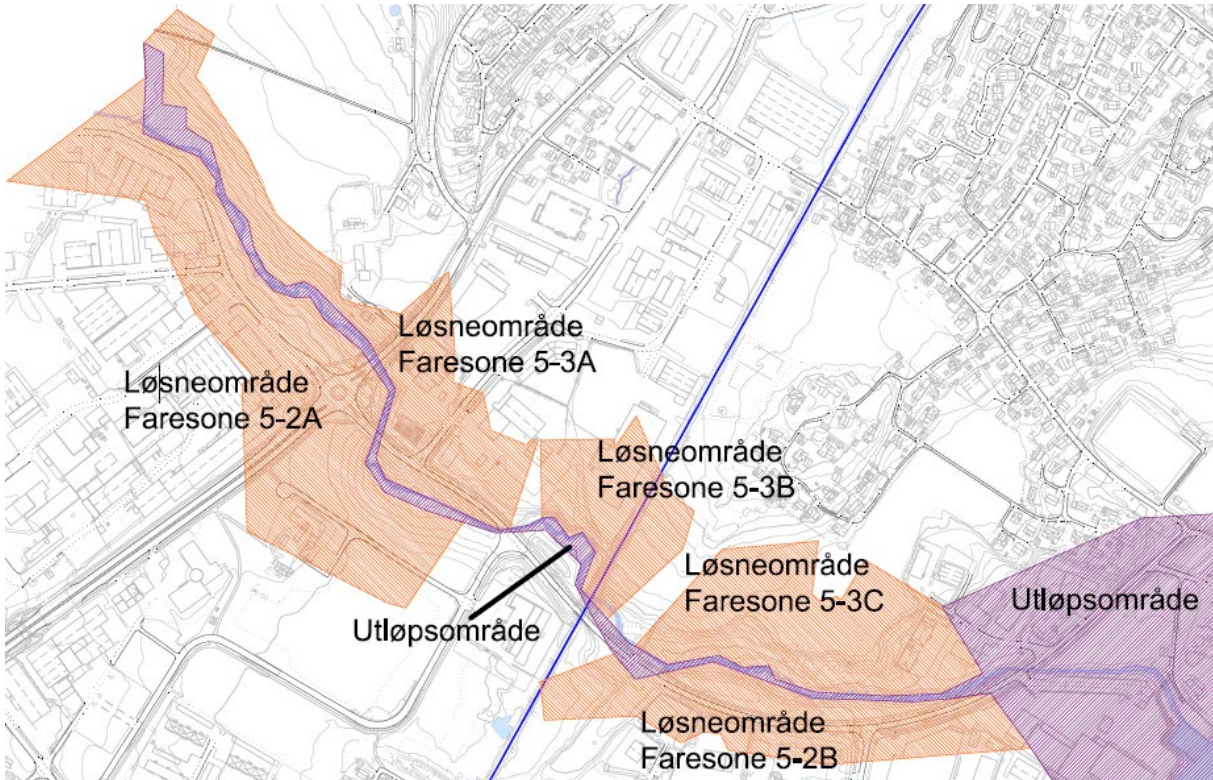 Løsneområde
Faresone 5-3A
Løsneområde
Faresone 5-2A
Løsneområde
Faresone 5-3B
Løsneområde
Faresone 5-3C
Utløpsområde
Utløpsområde
Løsneområde
Faresone 5-2B